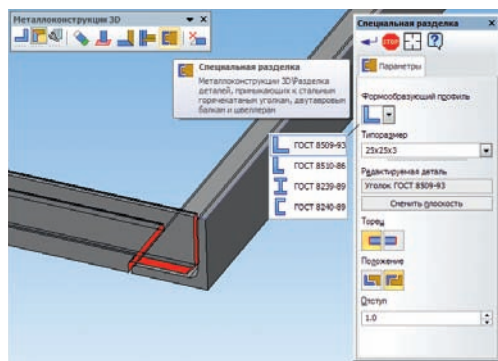 Металлоконструкции 3D
Специальная разделка
Металлоконструкции 3D\Разделка
деталей, примыкающих к стальным
горячекатаным уголкам, двутавровым
балкам и швеллерам
ГОСТ 8509-93
ГОСТ 8510-86
ГОСТ 8239-89
ГОСТ 8240-89
Специальная разделка
STOP
Параметры
Формообразующий профиль
Типоразмер
25x25x3
Редактируемая деталь
Уголок ГОСТ 8509-93
Сменить плоскость
Торец
Положение
Отступ
1.0